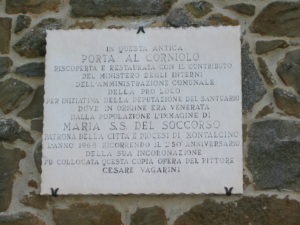 IN QUESTA ANTICA
PORTA AL CORNIOLO
RISCOPERTA E RESTAURATA CON IL CONTRIBUTO
DEL MINISTERO DEGLI INTERNI
DELL'AMMINISTRAZIONE COMUNALE
DELLA PRO LOCO
PER INIZIATIVA DELLA DEPUTAZIONE DEL SANTUARIO
DOVE IN ORIGINE ERA VENERATA
DALLA POPOLAZIONE L'IMMAGINE DI
MARIA S.S. DEL SOCCORSO
PATRONA DELLA CITTÀ E DIOCESI DI MONTALCINO
L'ANNO RICORRENDO IL 250° ANNIVERSARIO
DELLA SUA INCORONAZIONE
FU COLLOCATA QUESTA COPIA OPERA DEL PITTORE
CESARE VAGARINI